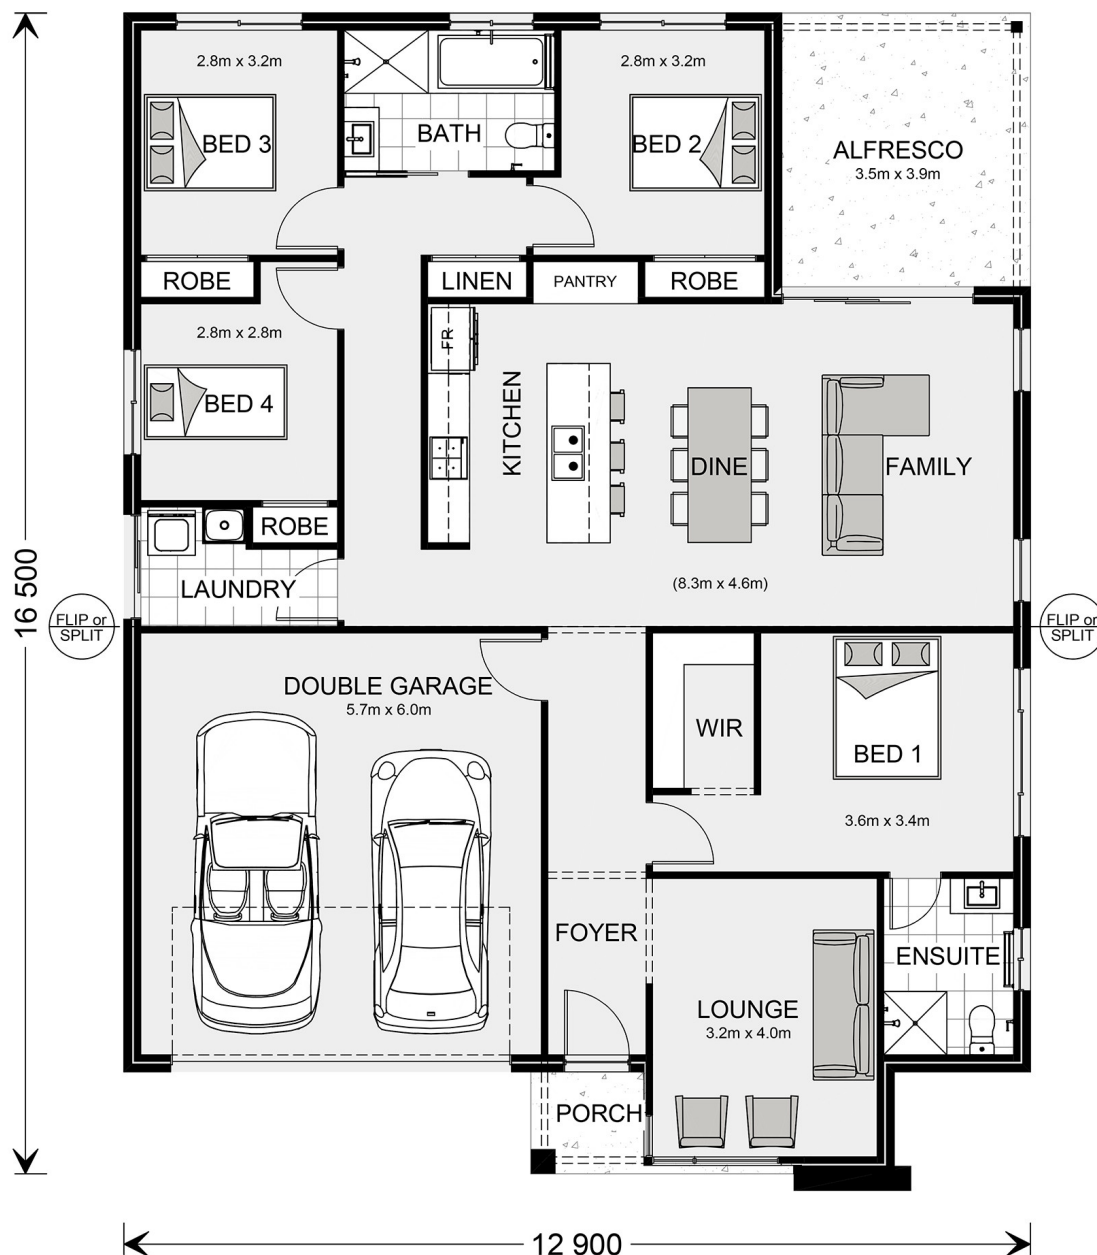 2.8m x 3.2m
BED 3
BATH
2.8m x 3.2m
BED 2
ALFRESCO
3.5m x 3.9m
ROBE
LINEN
PANTRY
ROBE
2.8m x 2.8m
BED 4
FR
KITCHEN
DINE
FAMILY
(8.3m x 4.6m)
ROBE
LAUNDRY
16 500
FLIP or
SPLIT
FLIP or
SPLIT
DOUBLE GARAGE
5.7m x 6.0m
WIR
BED 1
3.6m x 3.4m
FOYER
ENSUITE
LOUNGE
3.2m x 4.0m
PORCH
12 900